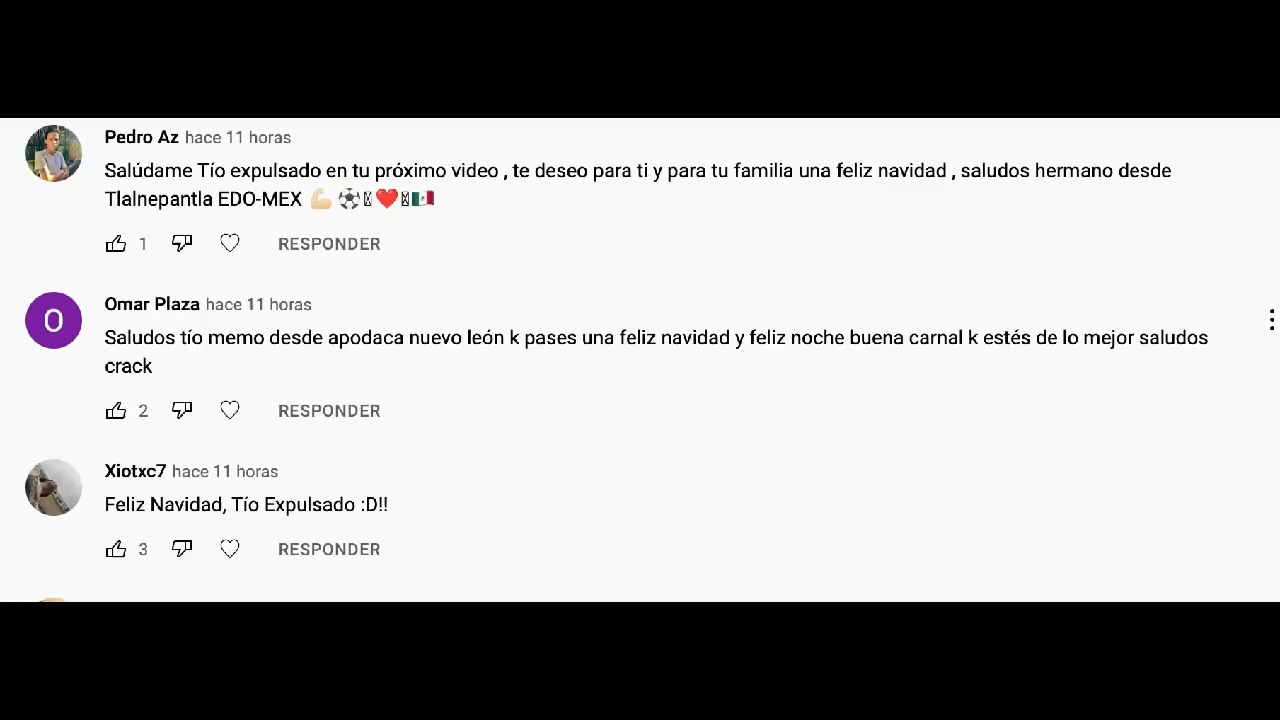 Pedro Az hace 11 horas
Salúdame Tío expulsado en tu próximo video , te deseo para ti y para tu familia una feliz navidad , saludos hermano desde
Tlalnepantla EDO-MEX 💪🏼 ⚽▯❤️▯🇲🇽
1 RESPONDER
Omar Plaza hace 11 horas
Saludos tío memo desde apodaca nuevo león k pases una feliz navidad y feliz noche buena carnal k estés de lo mejor saludos
crack
2 RESPONDER
O
Xiotxc7 hace 11 horas
Feliz Navidad, Tío Expulsado :D!!
3 RESPONDER